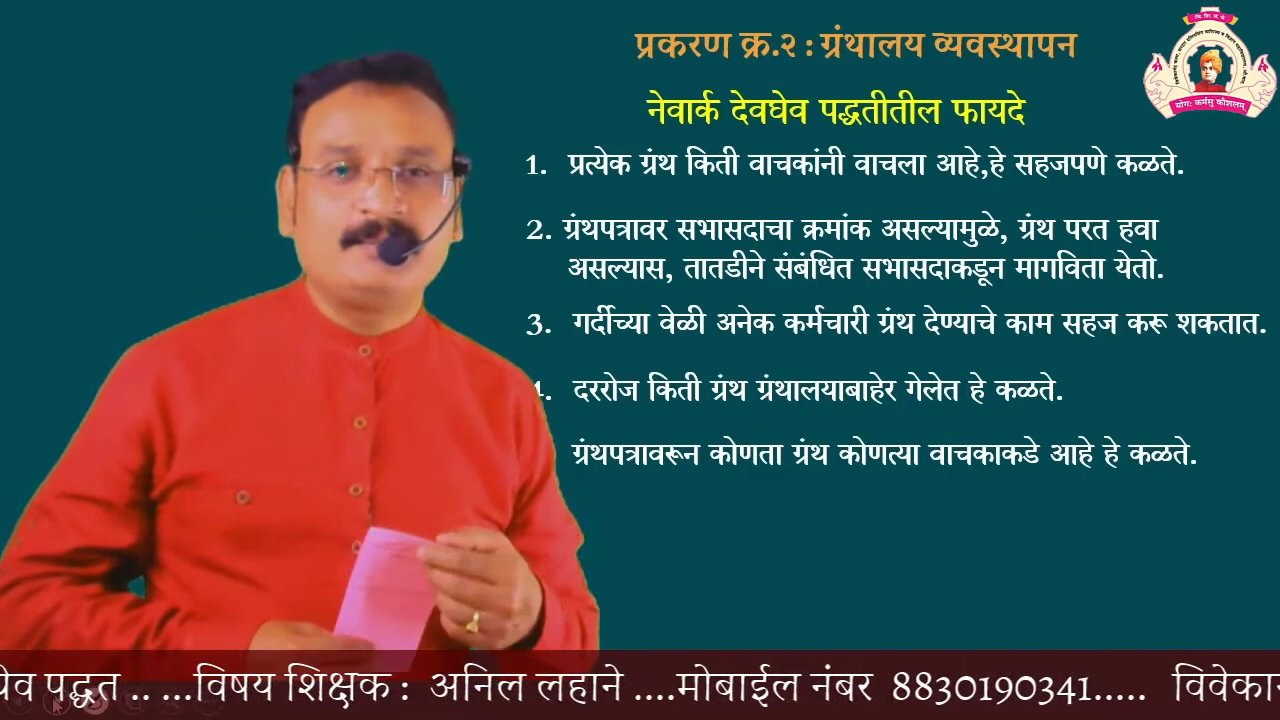 प्रकरण क्र.२ : ग्रंथालय व्यवस्थापन
नेवार्क देवघेव पद्धतीतील फायदे
1. प्रत्येक ग्रंथ किती वाचकांनी वाचला आहे,हे सहजपणे कळते.
2. ग्रंथपत्रावर सभासदाचा क्रमांक असल्यामुळे, ग्रंथ परत हवा
असल्यास, तातडीने संबंधित सभासदाकडून मागविता येतो.
3. गर्दीच्या वेळी अनेक कर्मचारी ग्रंथ देण्याचे काम सहज करू शकतात.
4. दररोज किती ग्रंथ ग्रंथालयाबाहेर गेलेत हे कळते.
ग्रंथपत्रावरून कोणता ग्रंथ कोणत्या वाचकाकडे आहे हे कळते.
योगः कर्मसु कौशलम्
पद्धत .. ...विषय शिक्षक : अनिल लहाने ....मोबाईल नंबर 8830190341.....